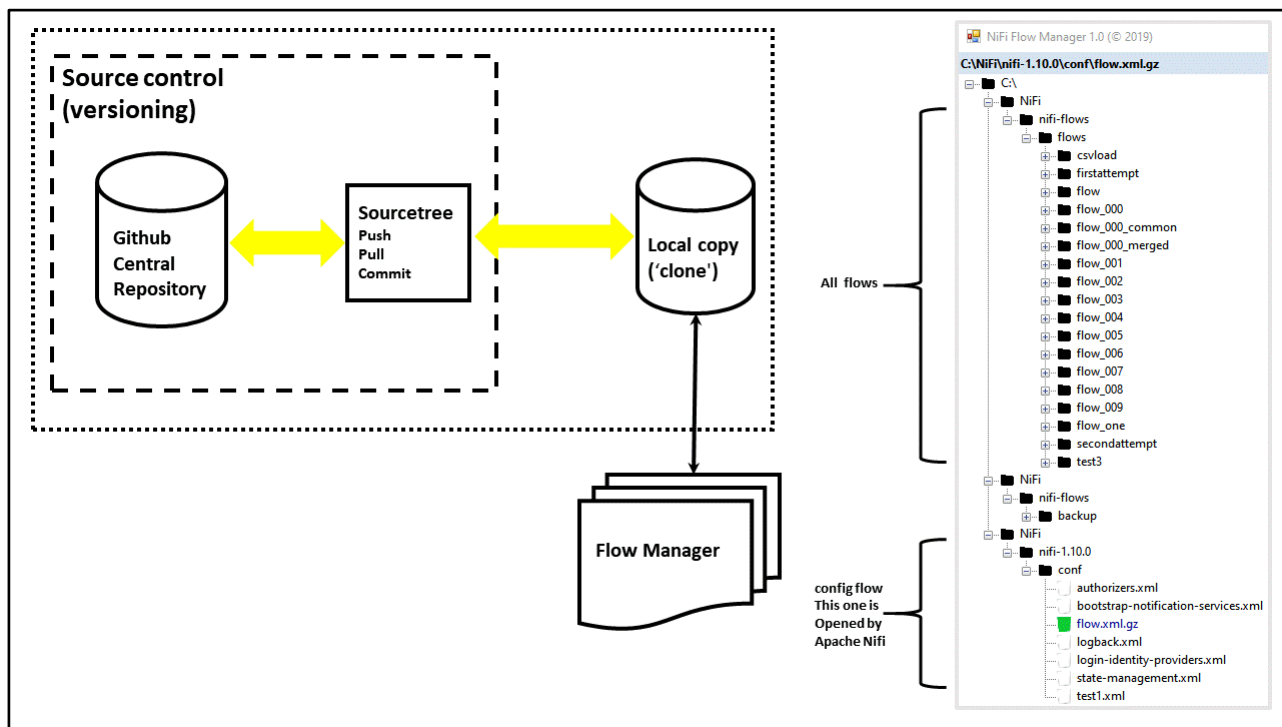 Source control
(versioning)
Github
Central
Repository
Sourcetree
Push
Pull
Commit
Local copy
(‘clone')
Flow Manager
All flows
config flow
This one is
Opened by
Apache Nifi
NiFi Flow Manager 1.0 (© 2019)
C:\NiFi\nifi-1.10.0\conf\flow.xml.gz
C:\
NiFi
nifi-flows
flows
csvload
firstattempt
flow
flow_000
flow_000_common
flow_000_merged
flow_001
flow_002
flow_003
flow_004
flow_005
flow_006
flow_007
flow_008
flow_009
flow_one
secondattempt
test3
NiFi
nifi-flows
backup
NiFi
nifi-1.10.0
conf
authorizers.xml
bootstrap-notification-services.xml
flow.xml.gz
logback.xml
login-identity-providers.xml
state-management.xml
test1.xml